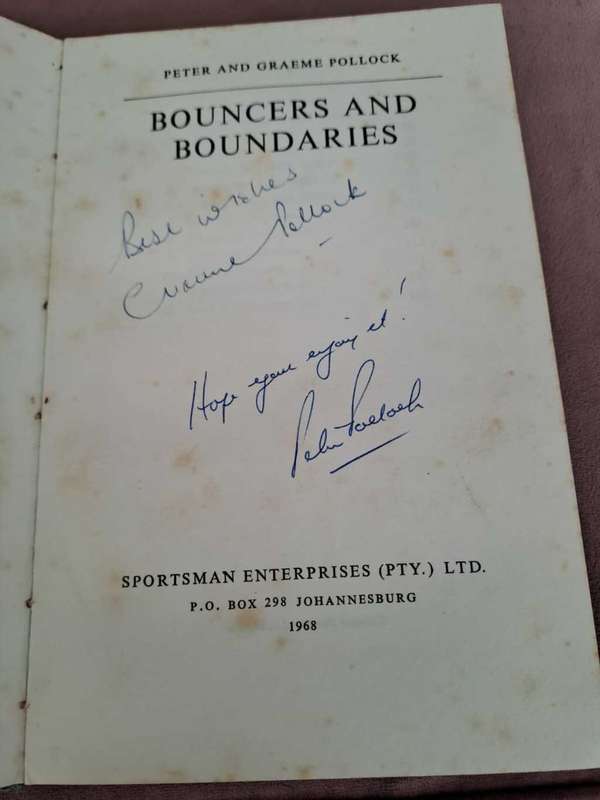 PETER AND GRAEME POLLOCK
BOUNCERS AND
BOUNDARIES
Best wishes
Graeme Pollock
Hope you enjoy it!
Peter Pollock
SPORTSMAN ENTERPRISES (PTY.) LTD.
P.O. BOX 298 JOHANNESBURG
1968